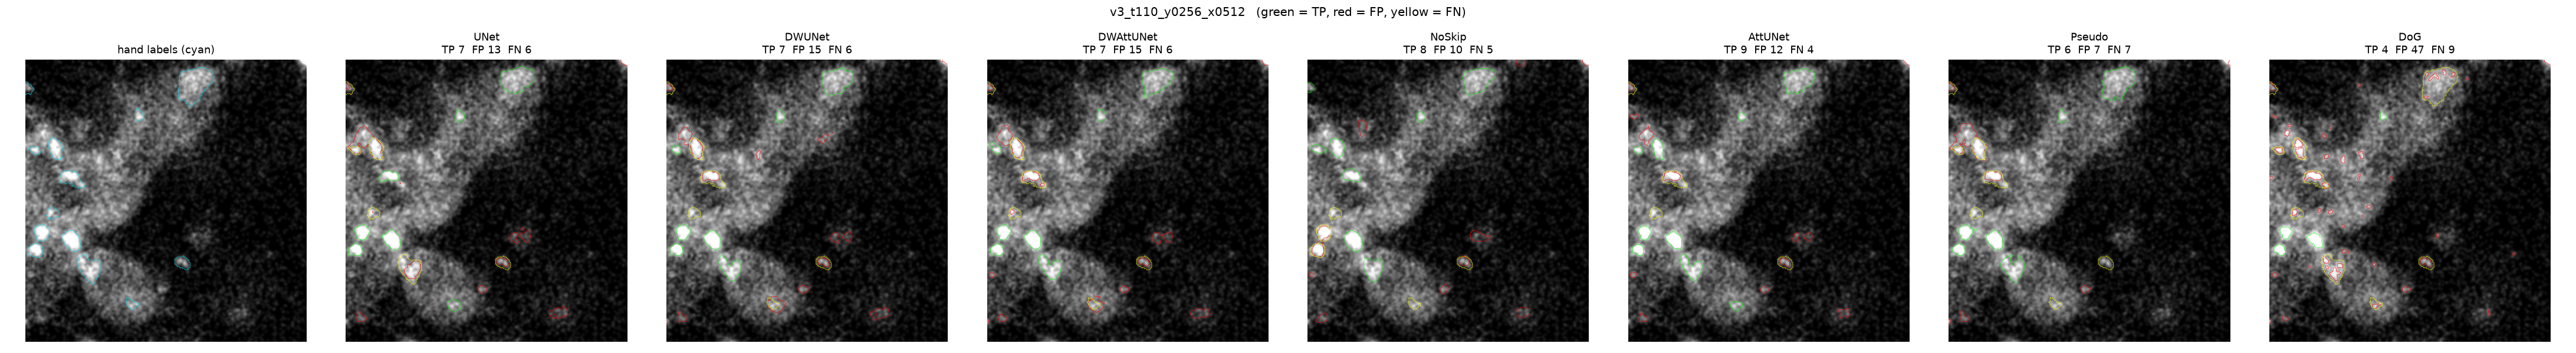 v3_t110_y0256_x0512 (green = TP, red = FP, yellow = FN)
hand labels (cyan)
UNet
TP 7 FP 13 FN 6
DWUNet
TP 7 FP 15 FN 6
DWAttUNet
TP 7 FP 15 FN 6
NoSkip
TP 8 FP 10 FN 5
AttUNet
TP 9 FP 12 FN 4
Pseudo
TP 6 FP 7 FN 7
DoG
TP 4 FP 47 FN 9